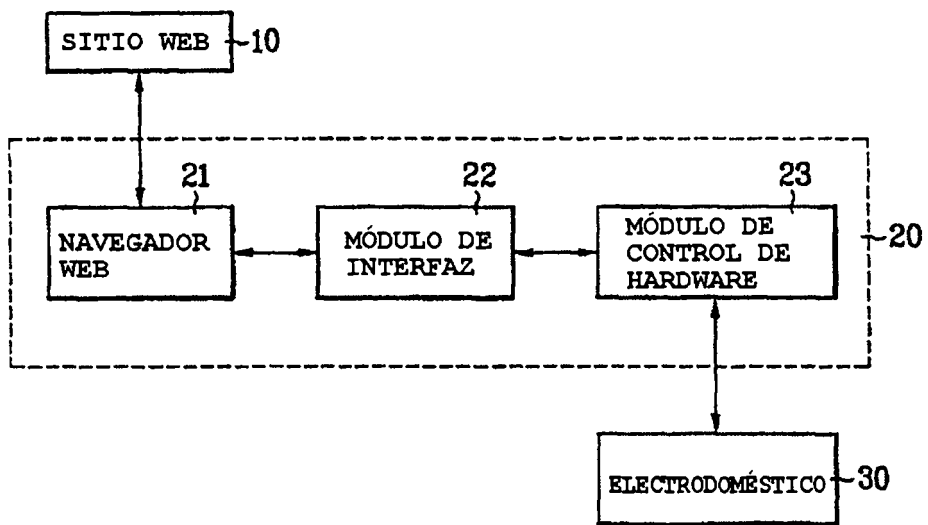 SITIO WEB
10
21
22
23
NAVEGADOR
WEB
MÓDULO DE
INTERFAZ
MÓDULO DE
CONTROL DE
HARDWARE
20
ELECTRODOMÉSTICO
30